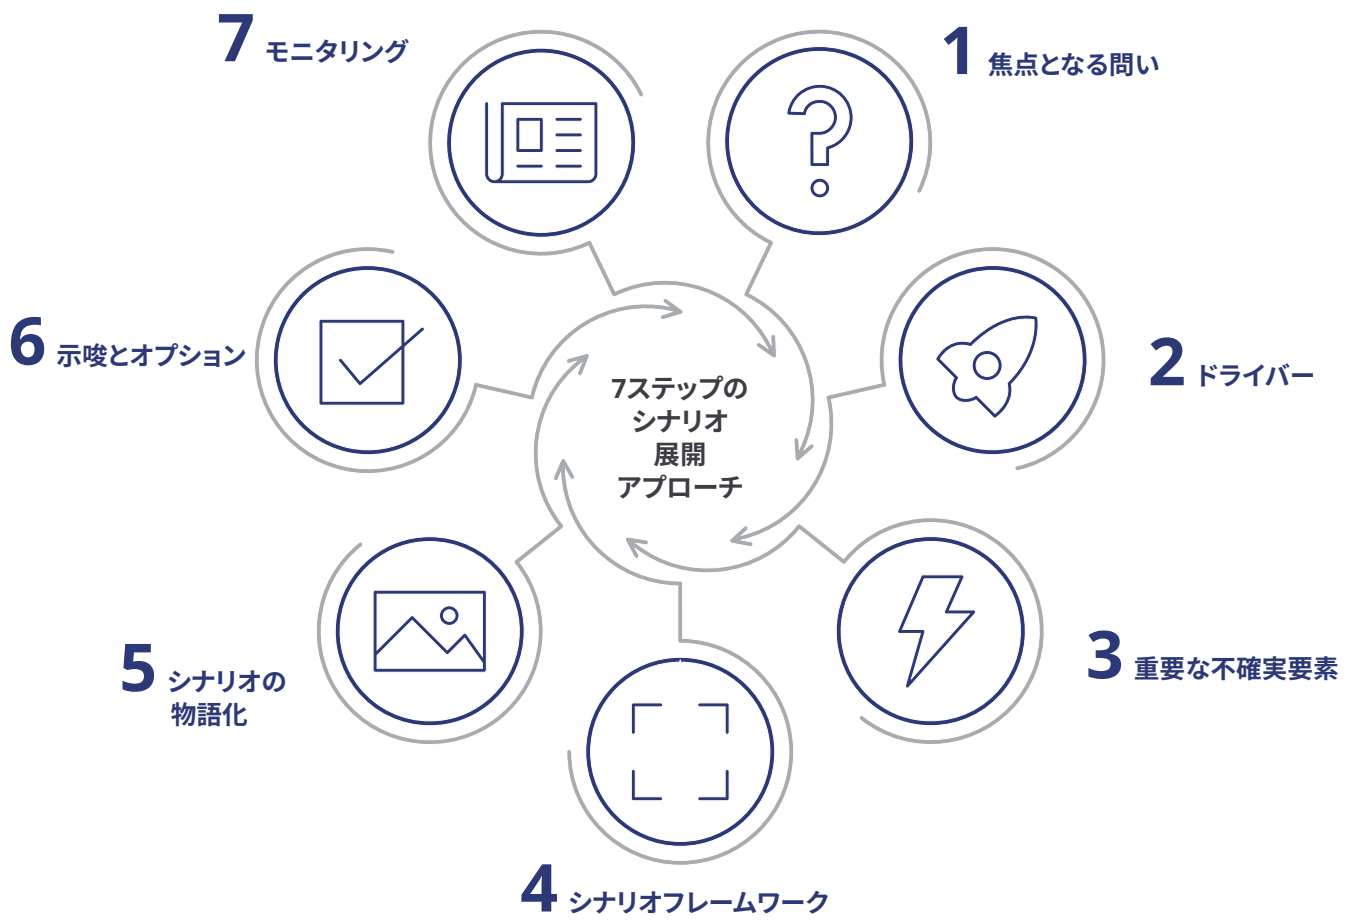 7ステップの
シナリオ
展開
アプローチ
1 焦点となる問い
2 ドライバー
3 重要な不確実要素
4 シナリオフレームワーク
5 シナリオの
物語化
6 示唆とオプション
7 モニタリング